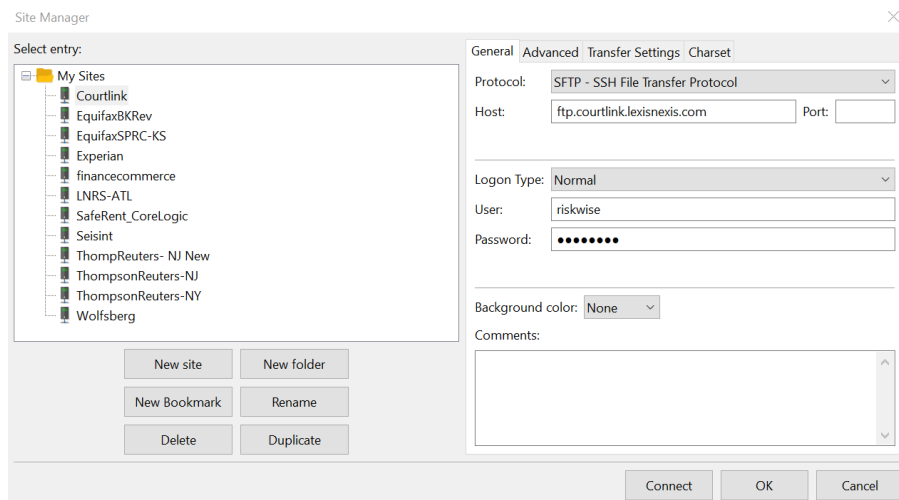 Site Manager
Select entry:
My Sites
Courtlink
EquifaxBKRev
EquifaxSPRC-KS
Experian
financecommerce
LNRS-ATL
SafeRent_CoreLogic
Seisint
ThompReuters- NJ New
ThompsonReuters-NJ
ThompsonReuters-NY
Wolfsberg
New site New folder
New Bookmark Rename
Delete Duplicate
General Advanced Transfer Settings Charset
Protocol: SFTP - SSH File Transfer Protocol
Host: ftp.courtlink.lexisnexis.com Port:
Logon Type: Normal
User: riskwise
Password: ●●●●●●●●
Background color: None
Comments:
Connect OK Cancel